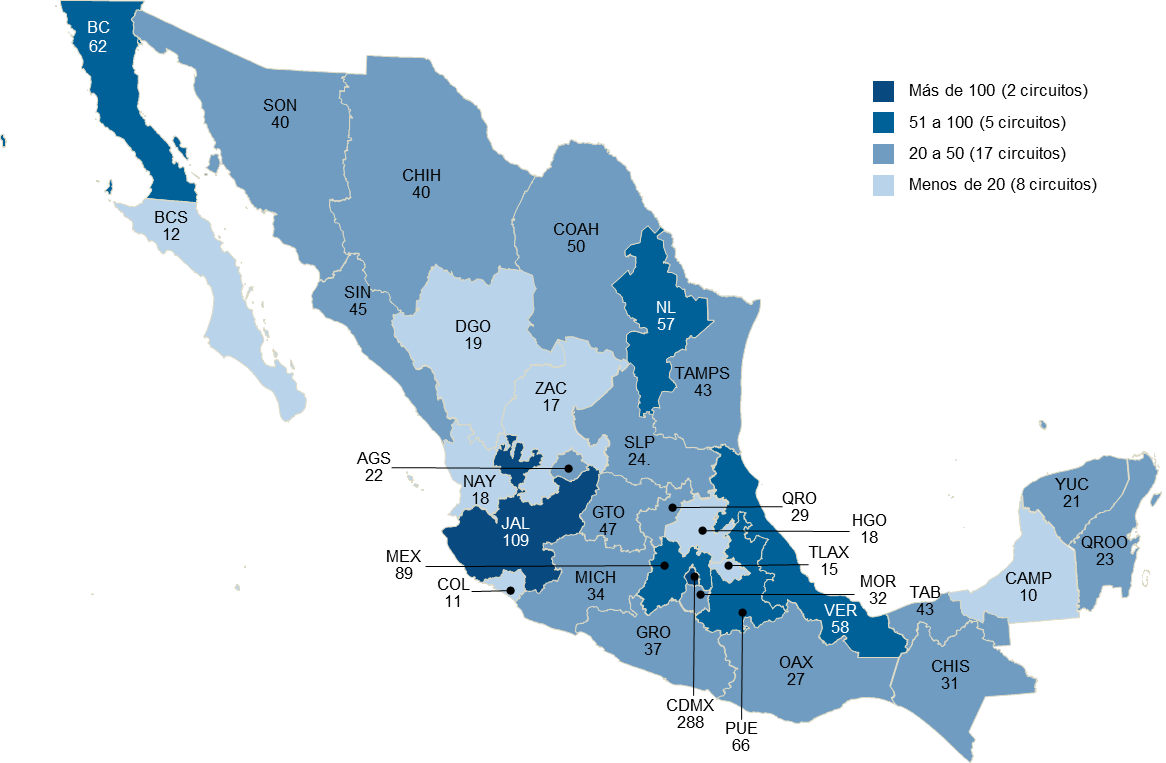 BC
62
Más de 100 (2 circuitos)
51 a 100 (5 circuitos)
20 a 50 (17 circuitos)
Menos de 20 (8 circuitos)
SON
40
CHIH
40
BCS
12
COAH
50
SIN
45
NL
57
DGO
19
TAMPS
43
ZAC
17
SLP
24.
AGS
22
NAY
18
GTO
47
QRO
29
YUC
21
JAL
109
HGO
18
QROO
23
MEX
89
TLAX
15
COL
11
MICH
34
MOR
32
CAMP
10
TAB
43
VER
58
GRO
37
OAX
27
CHIS
31
CDMX
288
PUE
66